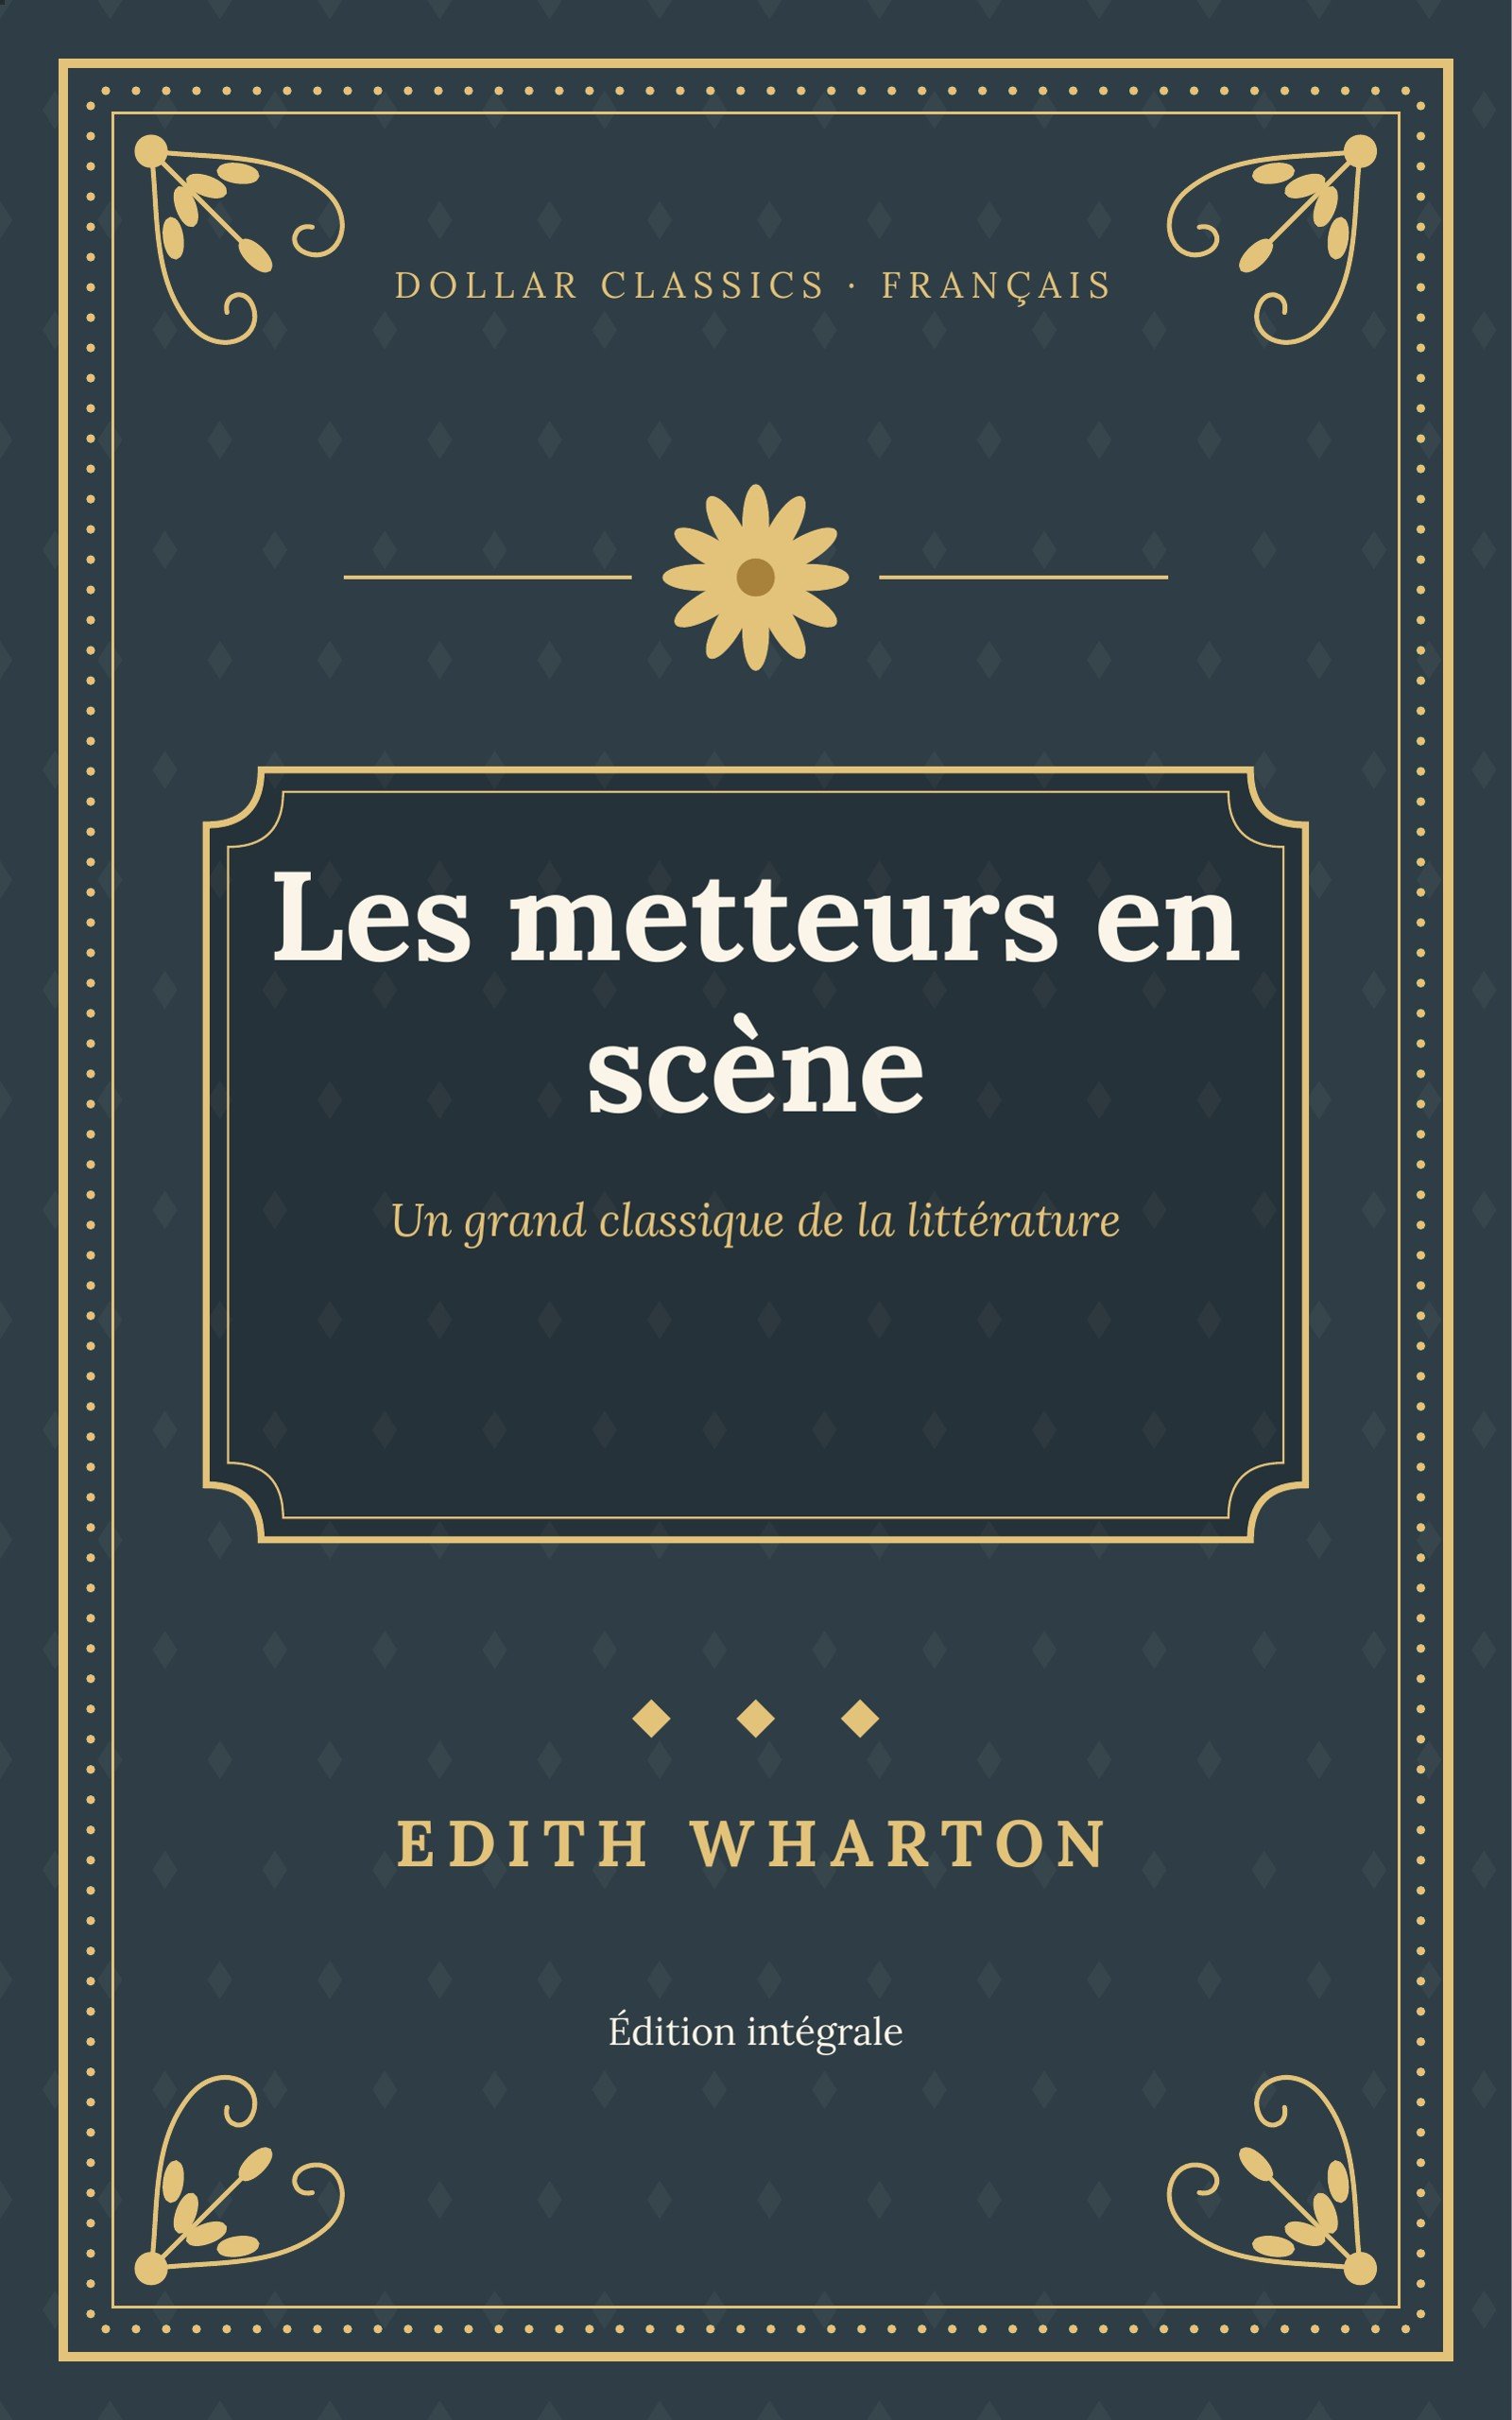 DOLLAR CLASSICS · FRANÇAIS
Les metteurs en
scène
Un grand classique de la littérature
EDITH WHARTON
Édition intégrale